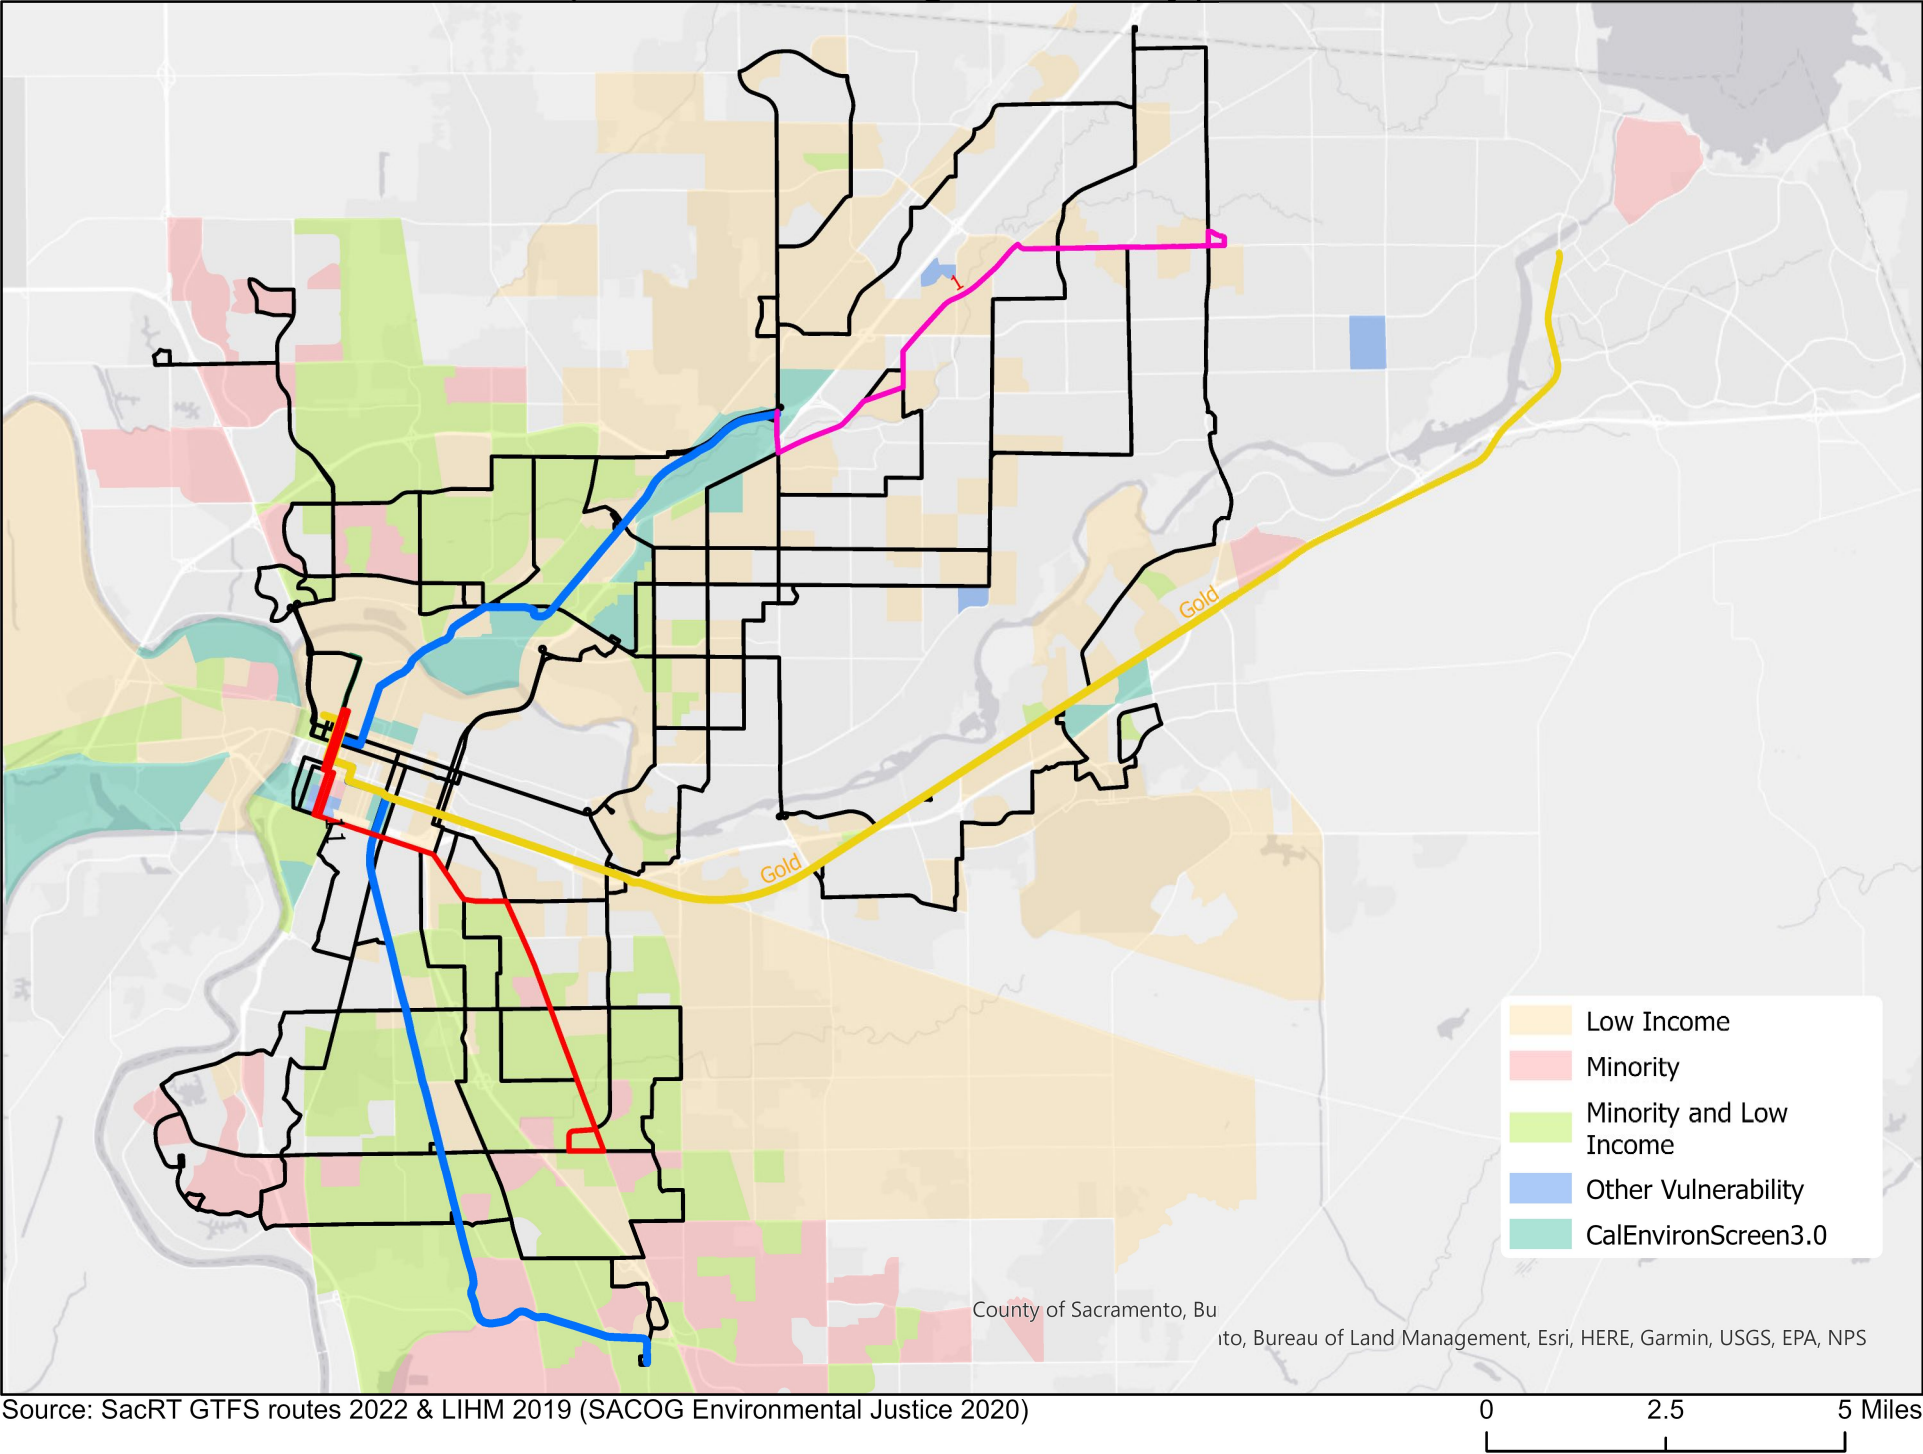 1
Gold
Gold
Low Income
Minority
Minority and Low
Income
Other Vulnerability
CalEnvironScreen3.0
County of Sacramento, Bu
nto, Bureau of Land Management, Esri, HERE, Garmin, USGS, EPA, NPS
Source: SacRT GTFS routes 2022 & LIHM 2019 (SACOG Environmental Justice 2020)
0 2.5 5 Miles